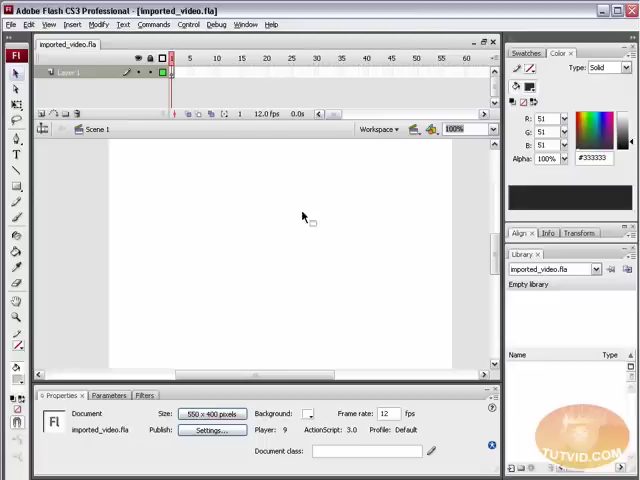 Adobe Flash CS3 Professional - [imported_video.fla]
File Edit View Insert Modify Text Commands Control Debug Window Help
imported_video.fla
Fl
5 10 15 20 25 30 35 40 45 50 55 60
Layer 1
1 12.0 fps 0.0s
Scene 1
Workspace
100%
Swatches Color
Type: Solid
R: 51
G: 51
B: 51
Alpha: 100%
#333333
Align Info Transform
Library
imported_video.fla
Empty library
Name Type
Properties Parameters Filters
Fl
Document
imported_video.fla
Size: 550 x 400 pixels
Background:
Frame rate: 12 fps
Publish: Settings...
Player: 9 ActionScript: 3.0 Profile: Default
Document class:
TUTVID.COM